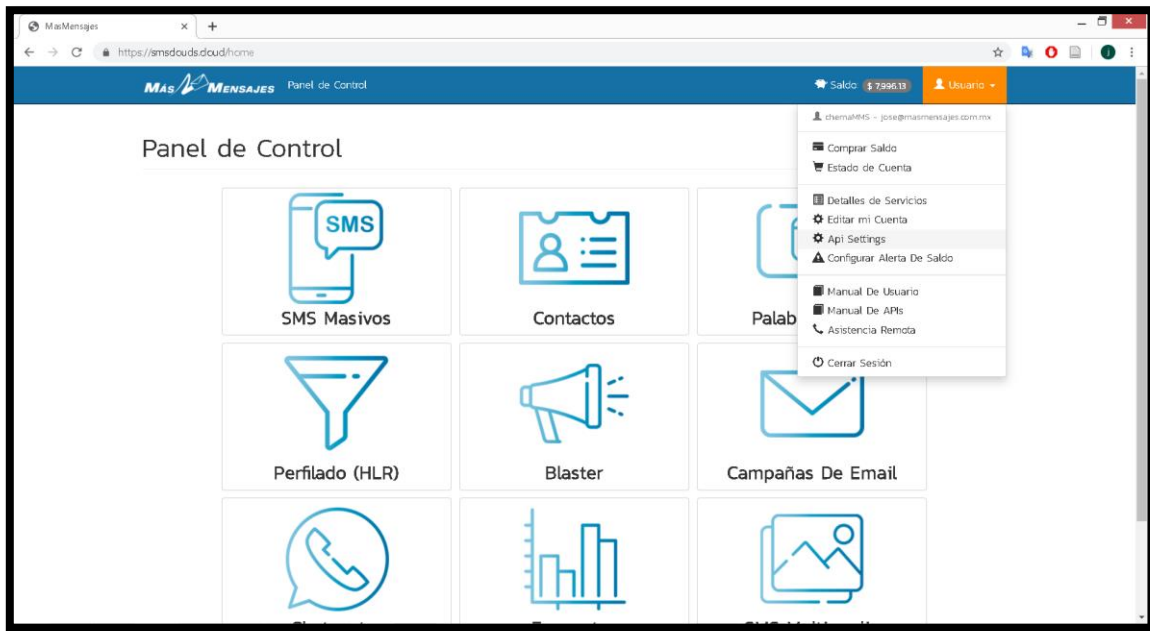 MasMensajes
https://smsclouds.cloud/home
MÁS MENSAJES Panel de Control
Saldo $ 7,996.13 Usuario
chemaMMS - jose@masmensajes.com.mx
Comprar Saldo
Estado de Cuenta
Detalles de Servicios
Editar mi Cuenta
Api Settings
Configurar Alerta De Saldo
Manual De Usuario
Manual De APIs
Asistencia Remota
Cerrar Sesión
Panel de Control
SMS
SMS Masivos
Contactos
Palab
Perfilado (HLR)
Blaster
Campañas De Email